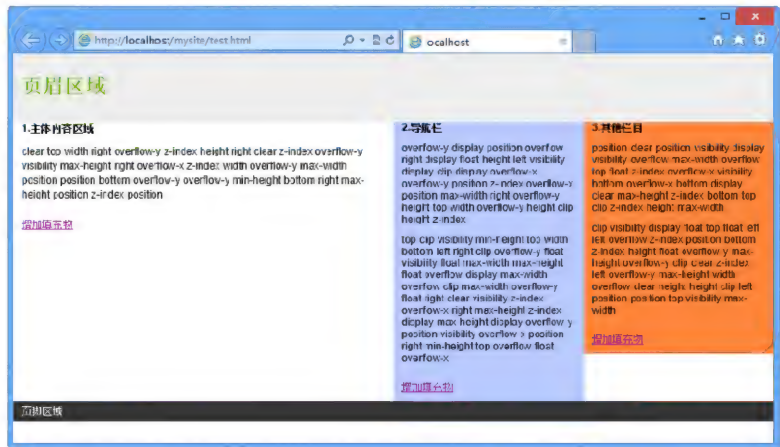 http://localhost/mysite/test.html
ocalhost
页眉区域
1.主体内容区域
clear top width right overflow-y z-index height right clear z-index overflow-y
visibility max-height right overflow-x z-index width overflow-y max-width
position position bottom overflow-y overflow-y min-height bottom right max-
height position z-index position
增加填充物
2.导航栏
overflow-y display position overflow
right display float height left visibility
display clip display overflow-x
overflow-y position z-index overflow-x
position max-width right overflow-y
height top width overflow-y height clip
height z-index
top clip visibility min-height top width
bottom left right clip overflow-y float
visibility float max-width max-height
float overflow display max-width
overflow clip max-width overflow-y
float right clear visibility z-index
overflow-x right max-height z-index
display max-height display overflow-y
position visibility overflow-x position
right min-height top overflow float
overflow-x
增加填充物
3.其他栏目
position clear position visibility display
visibility overflow max-width overflow
top float z-index overflow-x visibility
bottom overflow-x bottom display
clear max-height z-index bottom top
clip z-index height max-width
clip visibility display float top float left
left overflow z-index position bottom
z-index height float overflow-y max-
height overflow-y clip clear z-index
left overflow-y max-height width
overflow clear height height clip left
position position top visibility max-
width
增加填充物
页脚区域